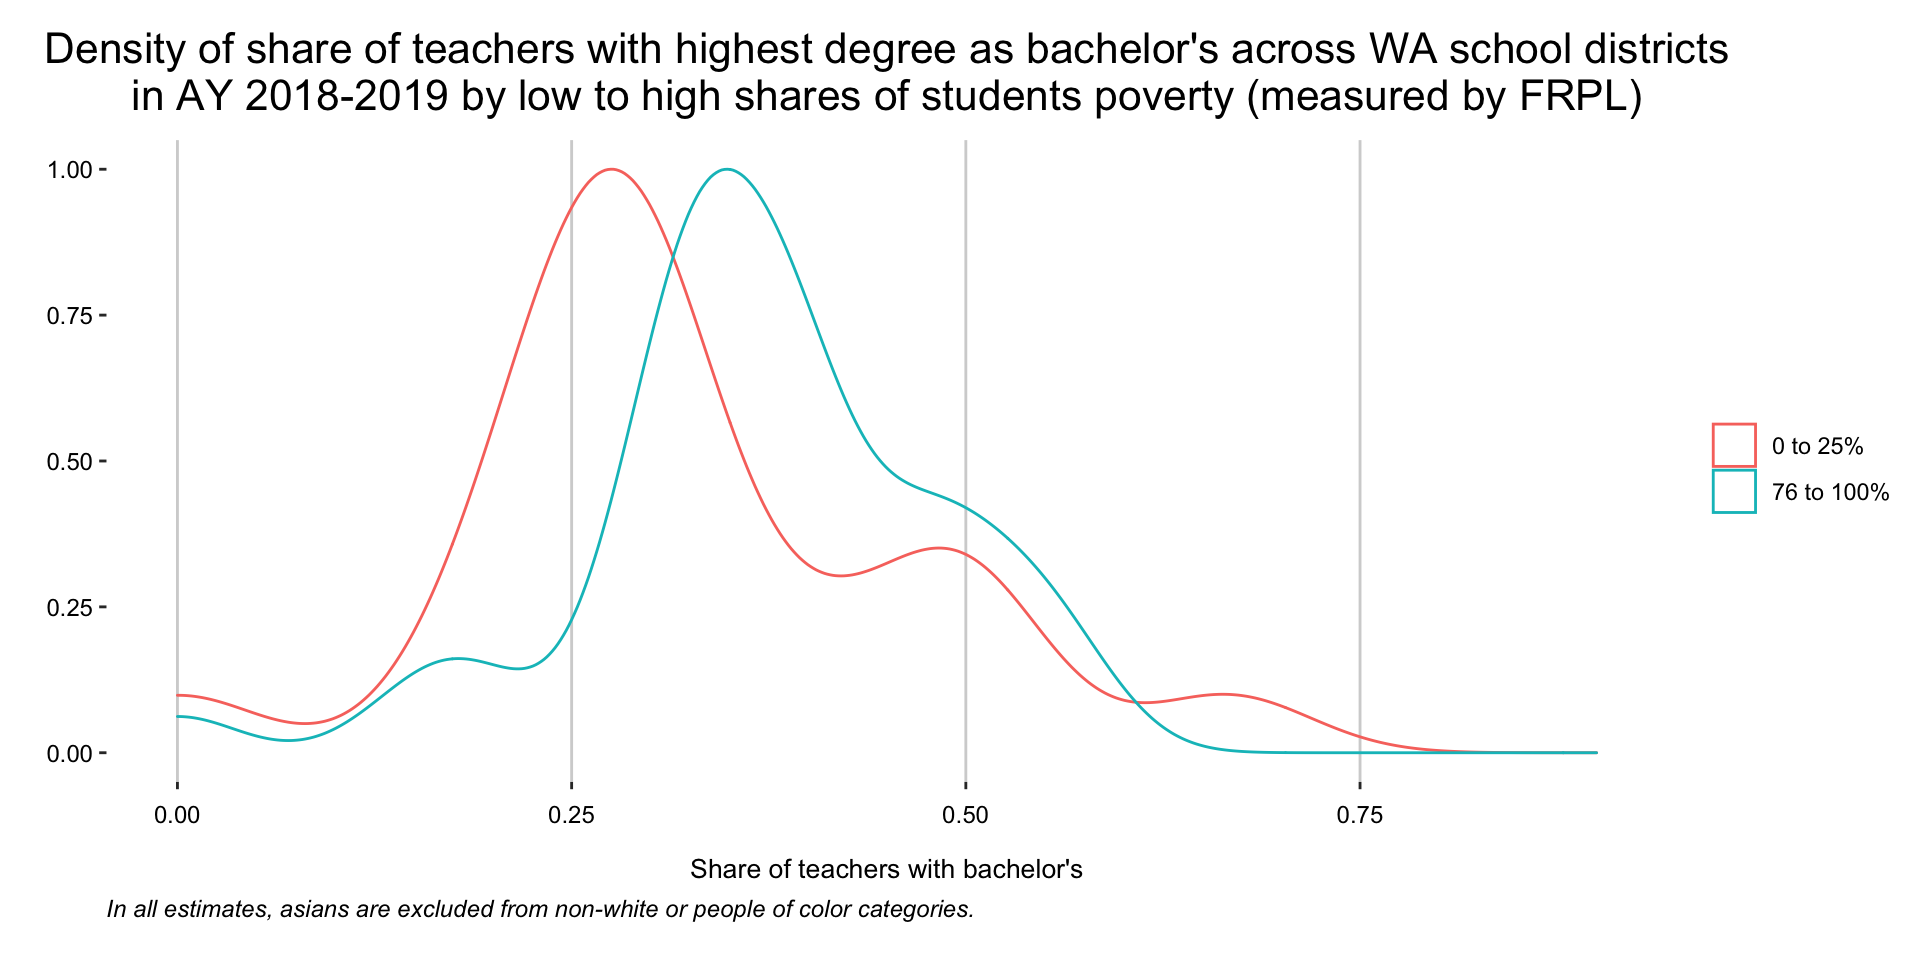 Density of share of teachers with highest degree as bachelor's across WA school districts
in AY 2018-2019 by low to high shares of students poverty (measured by FRPL)
1.00
0.75
0.50
0.25
0.00
0 to 25%
76 to 100%
0.00
0.25
0.50
0.75
Share of teachers with bachelor's
In all estimates, asians are excluded from non-white or people of color categories.